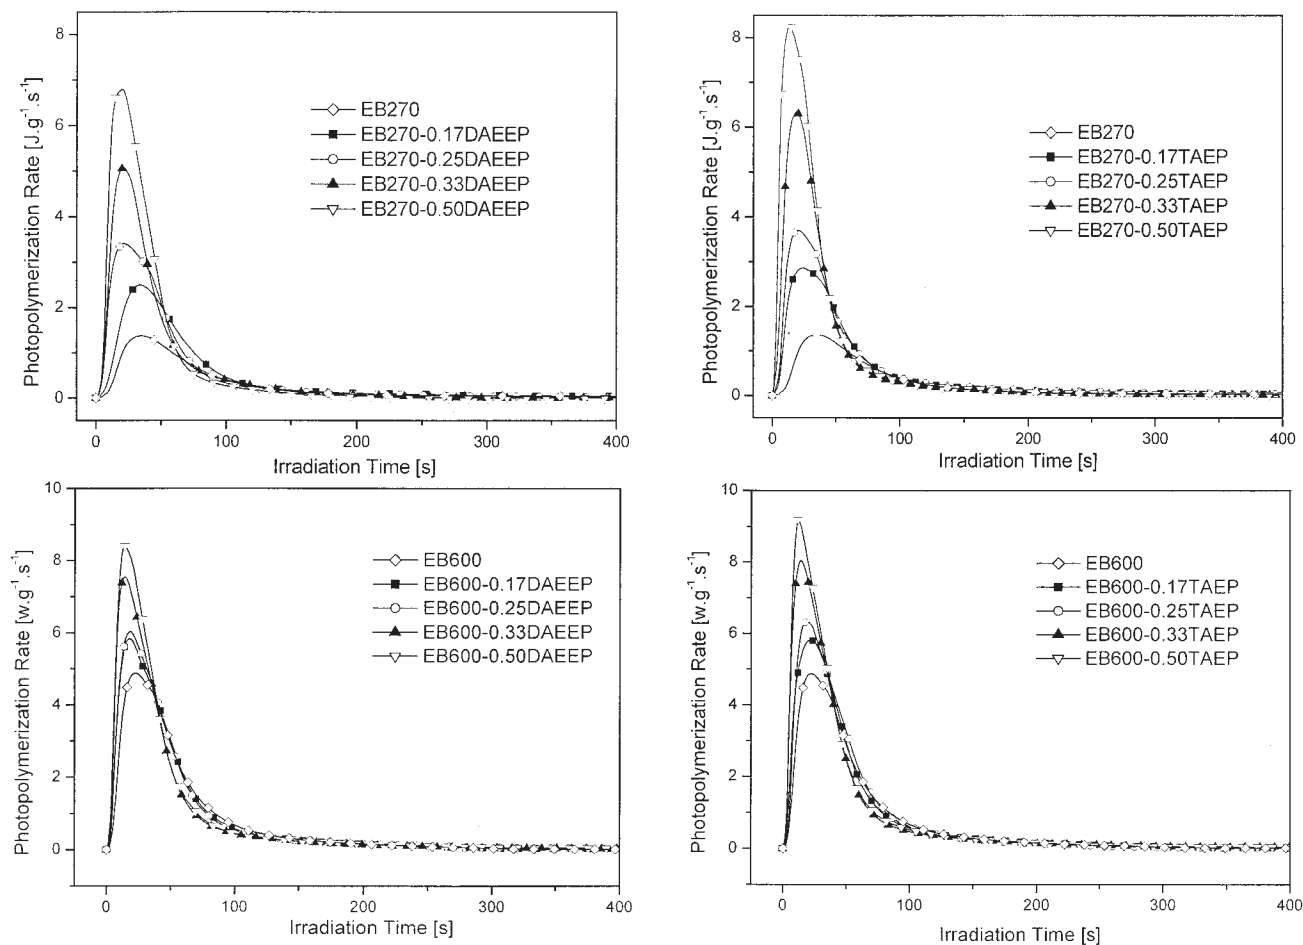 Photopolymerization Rate [J.g-1.s-1]
8
6
4
2
0
EB270
EB270-0.17DAEEP
EB270-0.25DAEEP
EB270-0.33DAEEP
EB270-0.50DAEEP
0 100 200 300 400
Irradiation Time [s]
Photopolymerization Rate [J.g-1.s-1]
8
6
4
2
0
EB270
EB270-0.17TAEP
EB270-0.25TAEP
EB270-0.33TAEP
EB270-0.50TAEP
0 100 200 300 400
Irradiation Time [s]
Photopolymerization Rate [w.g-1.s-1]
10
8
6
4
2
0
EB600
EB600-0.17DAEEP
EB600-0.25DAEEP
EB600-0.33DAEEP
EB600-0.50DAEEP
0 100 200 300 400
Irradiation Time [s]
Photopolymerization Rate [w.g-1.s-1]
10
8
6
4
2
0
EB600
EB600-0.17TAEP
EB600-0.25TAEP
EB600-0.33TAEP
EB600-0.50TAEP
0 100 200 300 400
Irradiation Time [s]